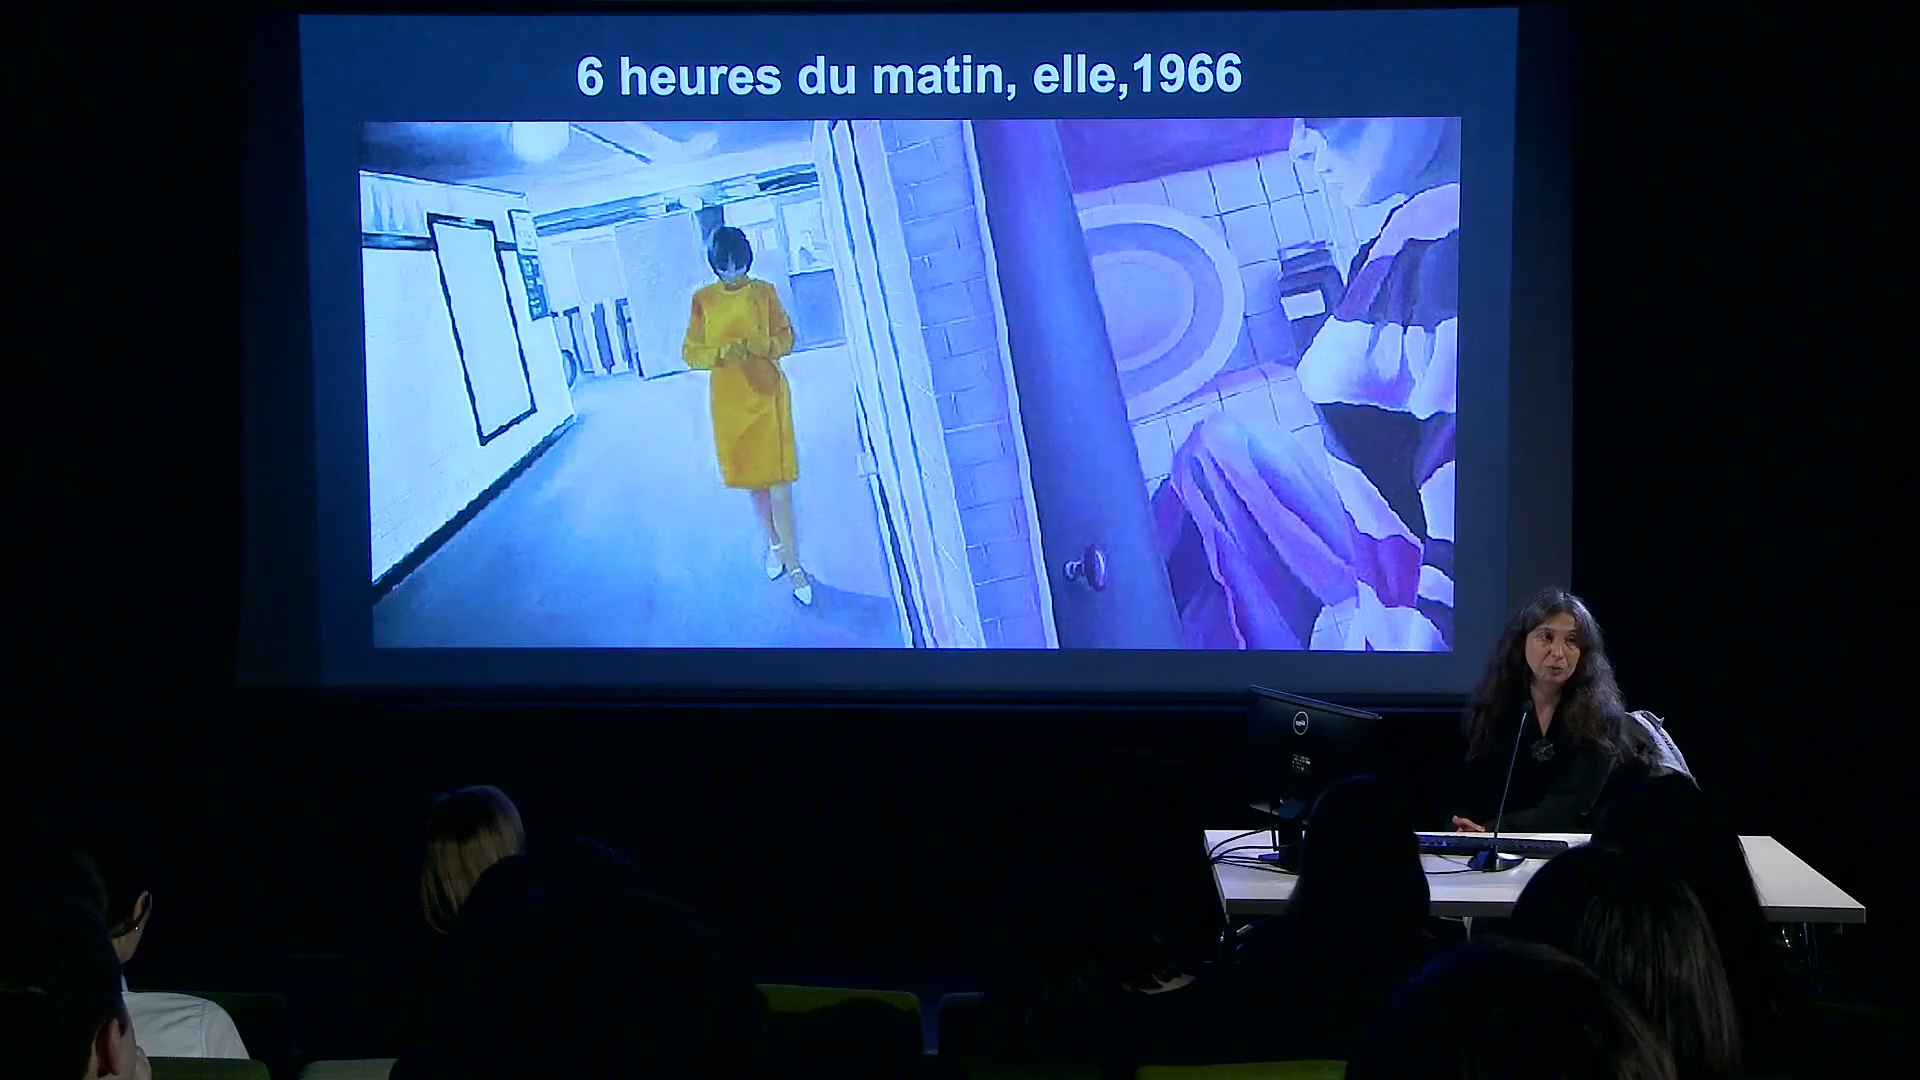 6 heures du matin, elle,1966